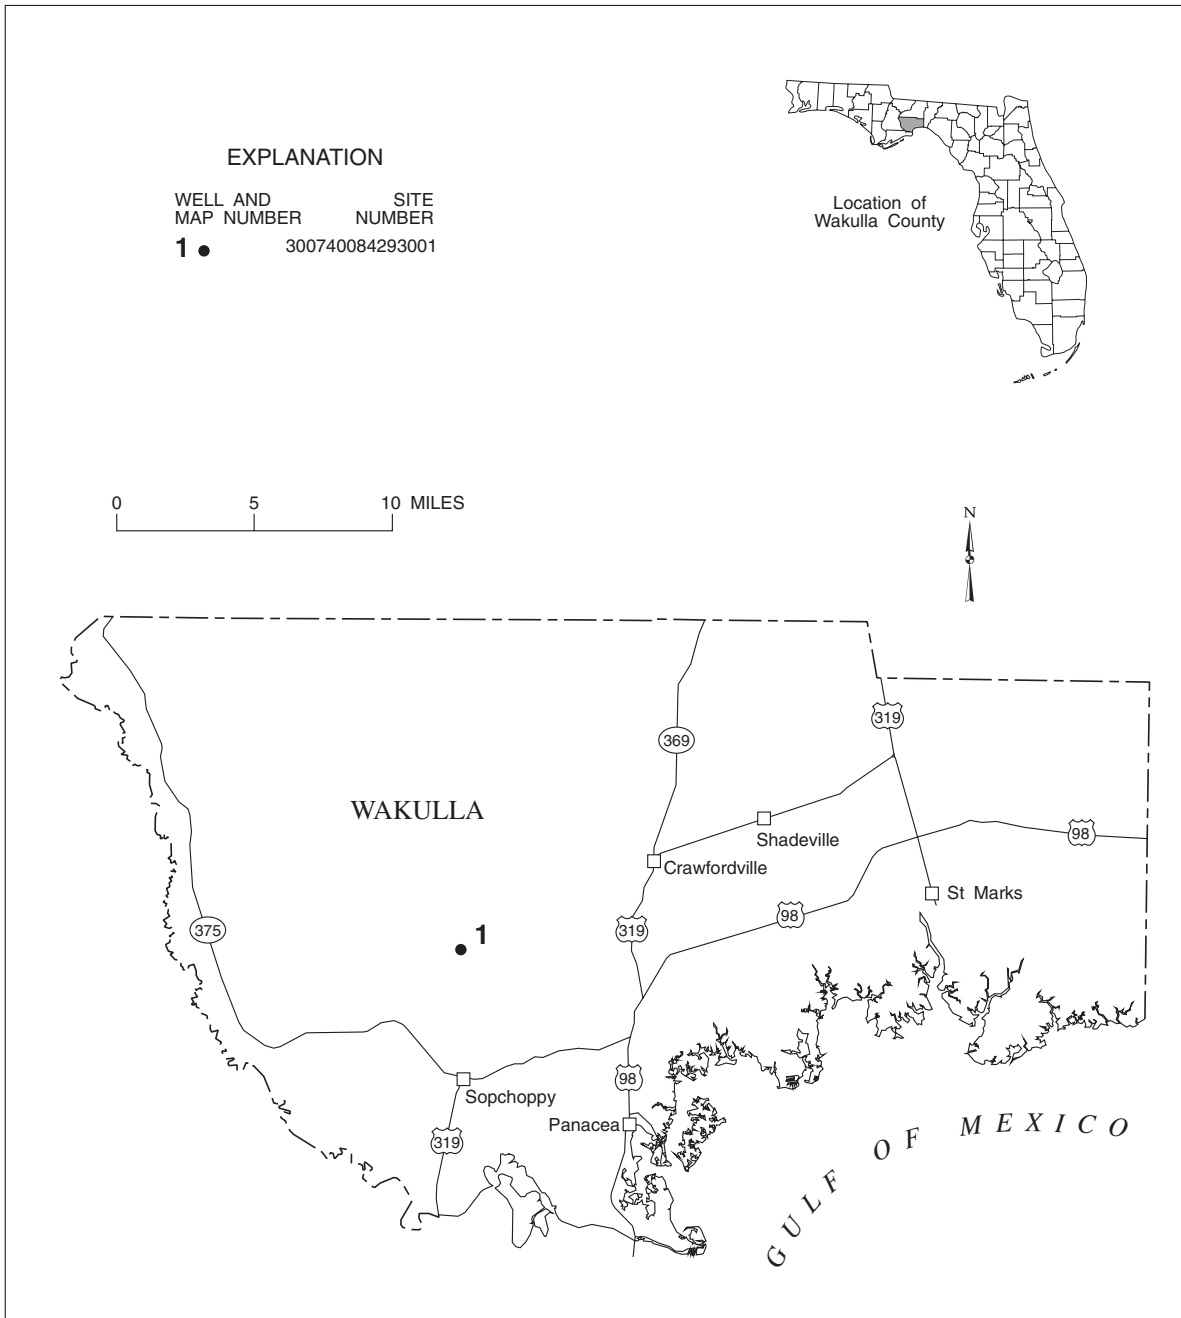 EXPLANATION
WELL AND SITE
MAP NUMBER NUMBER
1 300740084293001
Location of
Wakulla County
0 5 10 MILES
N
319
369
WAKULLA
Shadeville
98
Crawfordville
St Marks
98
375
319
1
98
Sopchoppy
Panacea
319
GULF OF MEXICO